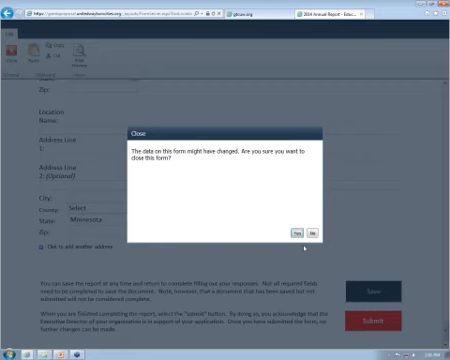 gtcuw.org
2014 Annual Report - Educ...
Close
Paste
Copy
Cut
Print
Zip:
Location
Name:
Address Line
1:
Address Line
2: (Optional)
City:
County: Select
State: Minnesota
Zip:
Click to add another address
Close
The data on this form might have changed. Are you sure you want to
close this form?
Yes No
You can save the report at any time and return to complete filling out your responses. Not all required fields
need to be completed to save the document. Note, however, that a document that has been saved but not
submitted will not be considered complete.
Save
When you are finished completing the report, select the "submit" button. By doing so, you acknowledge that the
Executive Director of your organization is in support of your application. Once you have submitted the form, no
further changes can be made.
Submit